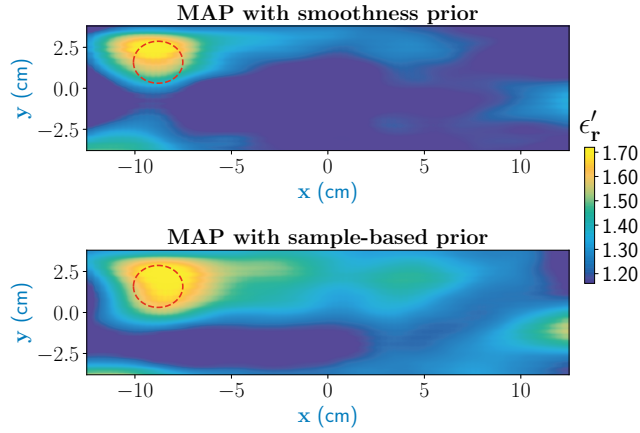 MAP with smoothness prior
2.5
0.0
−2.5
y (cm)
−10 −5 0 5 10
x (cm)
ϵ′r
1.70
1.60
1.50
1.40
1.30
1.20
MAP with sample-based prior
2.5
0.0
−2.5
y (cm)
−10 −5 0 5 10
x (cm)